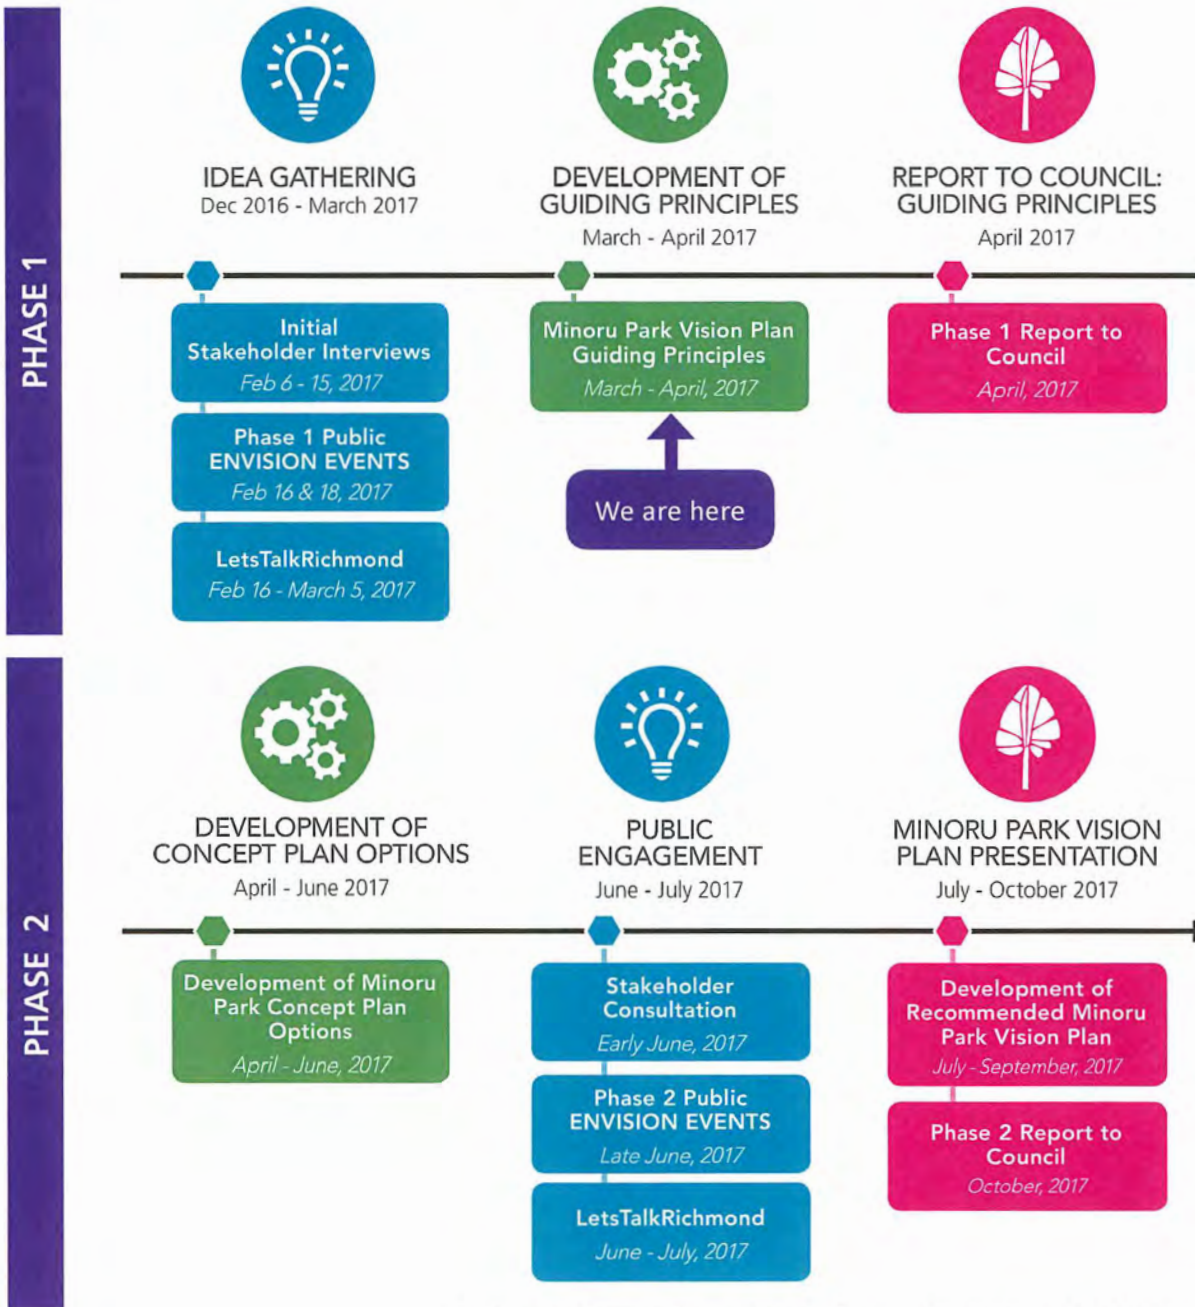 PHASE 1
IDEA GATHERING
Dec 2016 - March 2017
Initial
Stakeholder Interviews
Feb 6 - 15, 2017
Phase 1 Public
ENVISION EVENTS
Feb 16 & 18, 2017
LetsTalkRichmond
Feb 16 - March 5, 2017
DEVELOPMENT OF
GUIDING PRINCIPLES
March - April 2017
Minoru Park Vision Plan
Guiding Principles
March - April, 2017
We are here
REPORT TO COUNCIL:
GUIDING PRINCIPLES
April 2017
Phase 1 Report to
Council
April, 2017
PHASE 2
DEVELOPMENT OF
CONCEPT PLAN OPTIONS
April - June 2017
Development of Minoru
Park Concept Plan
Options
April - June, 2017
PUBLIC
ENGAGEMENT
June - July 2017
Stakeholder
Consultation
Early June, 2017
Phase 2 Public
ENVISION EVENTS
Late June, 2017
LetsTalkRichmond
June - July, 2017
MINORU PARK VISION
PLAN PRESENTATION
July - October 2017
Development of
Recommended Minoru
Park Vision Plan
July - September, 2017
Phase 2 Report to
Council
October, 2017